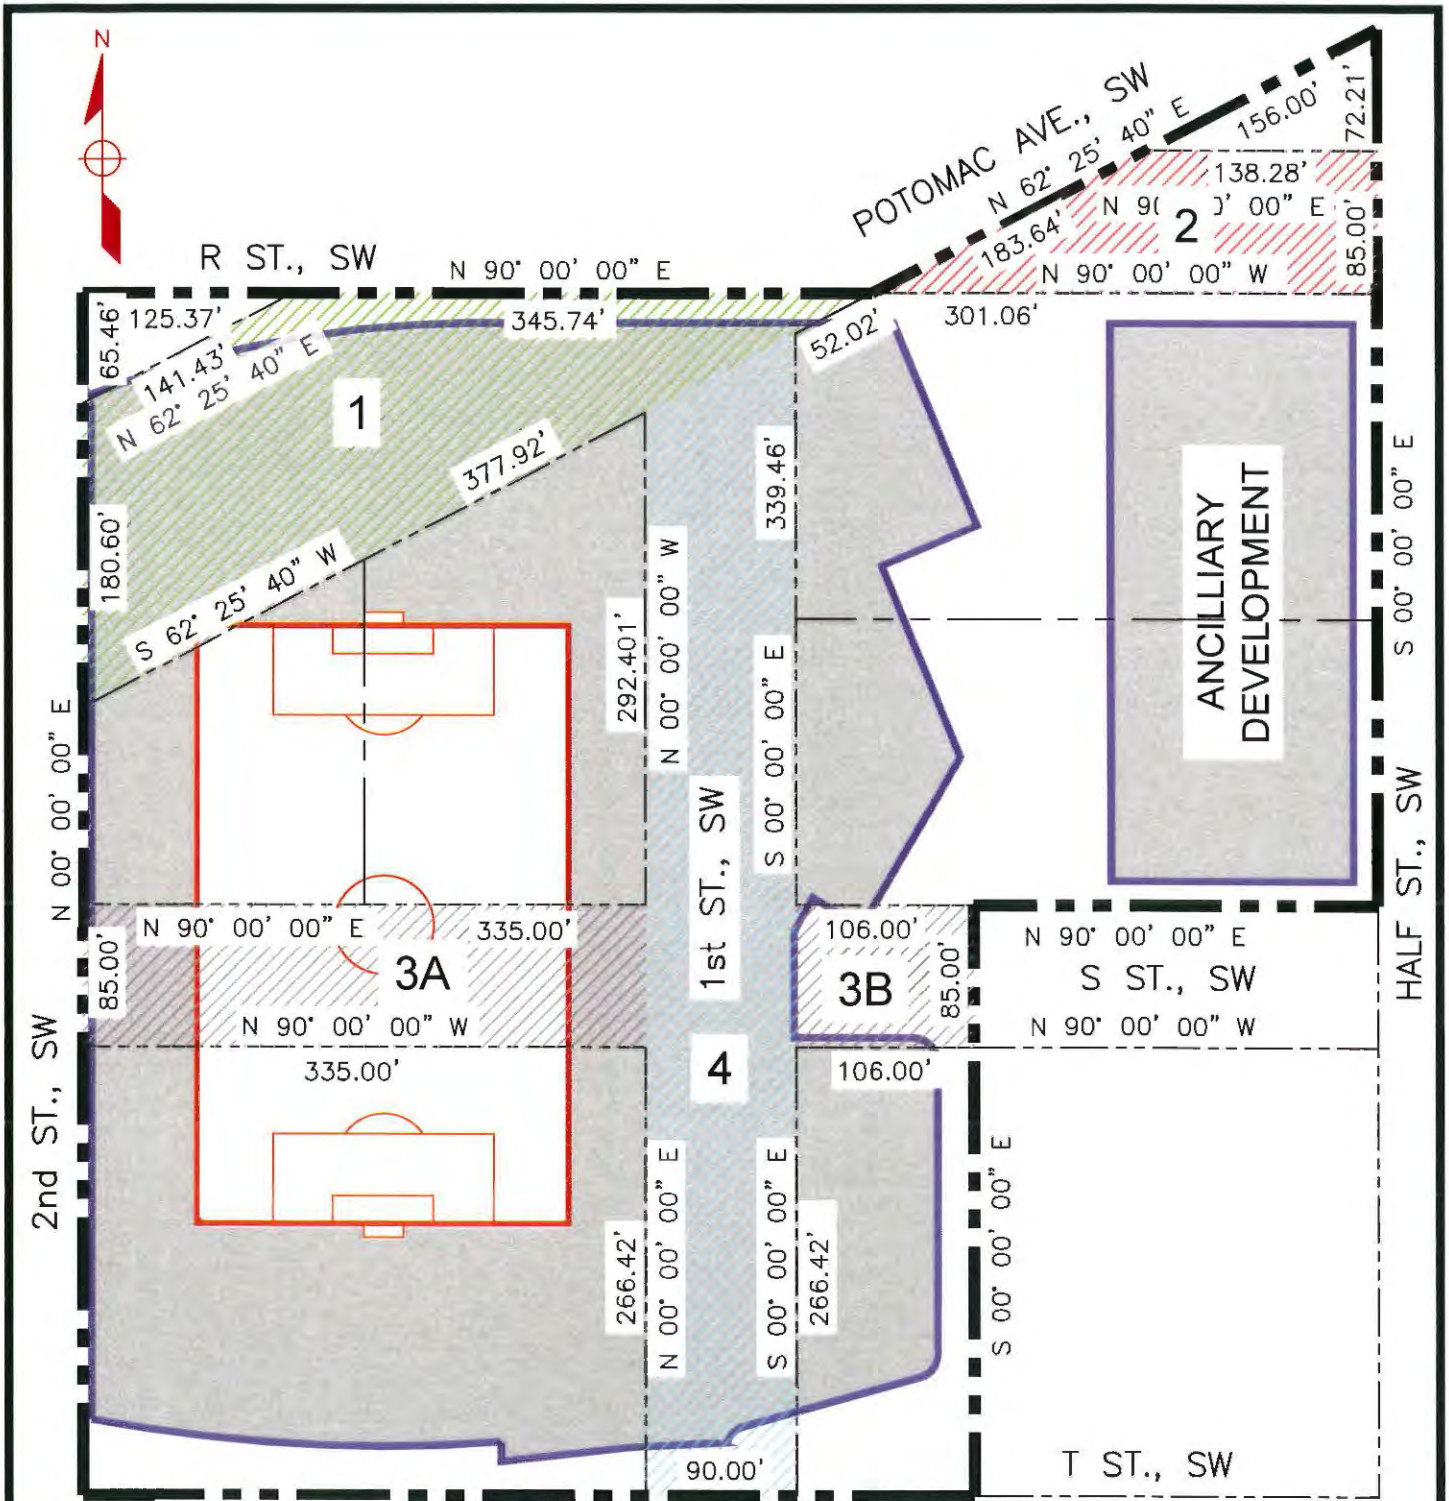 N
POTOMAC AVE., SW
N 62° 25' 40" E
156.00'
72.21'
183.64'
138.28'
N 90° 00' 00" E
2
85.00'
N 90° 00' 00" W
301.06'
R ST., SW
N 90° 00' 00" E
65.46'
125.37'
345.74'
52.02'
141.43'
N 62° 25' 40" E
1
377.92'
180.60'
S 62° 25' 40" W
339.46'
292.401'
N 00° 00' 00" W
S 00° 00' 00" E
1st ST., SW
ANCILLIARY
DEVELOPMENT
S 00° 00' 00" E
HALF ST., SW
N 00° 00' 00" E
2nd ST., SW
N 90° 00' 00" E
335.00'
85.00'
3A
N 90° 00' 00" W
335.00'
106.00'
3B
85.00'
106.00'
N 90° 00' 00" E
S ST., SW
N 90° 00' 00" W
4
266.42'
N 00° 00' 00" E
S 00° 00' 00" E
266.42'
S 00° 00' 00" E
90.00'
T ST., SW